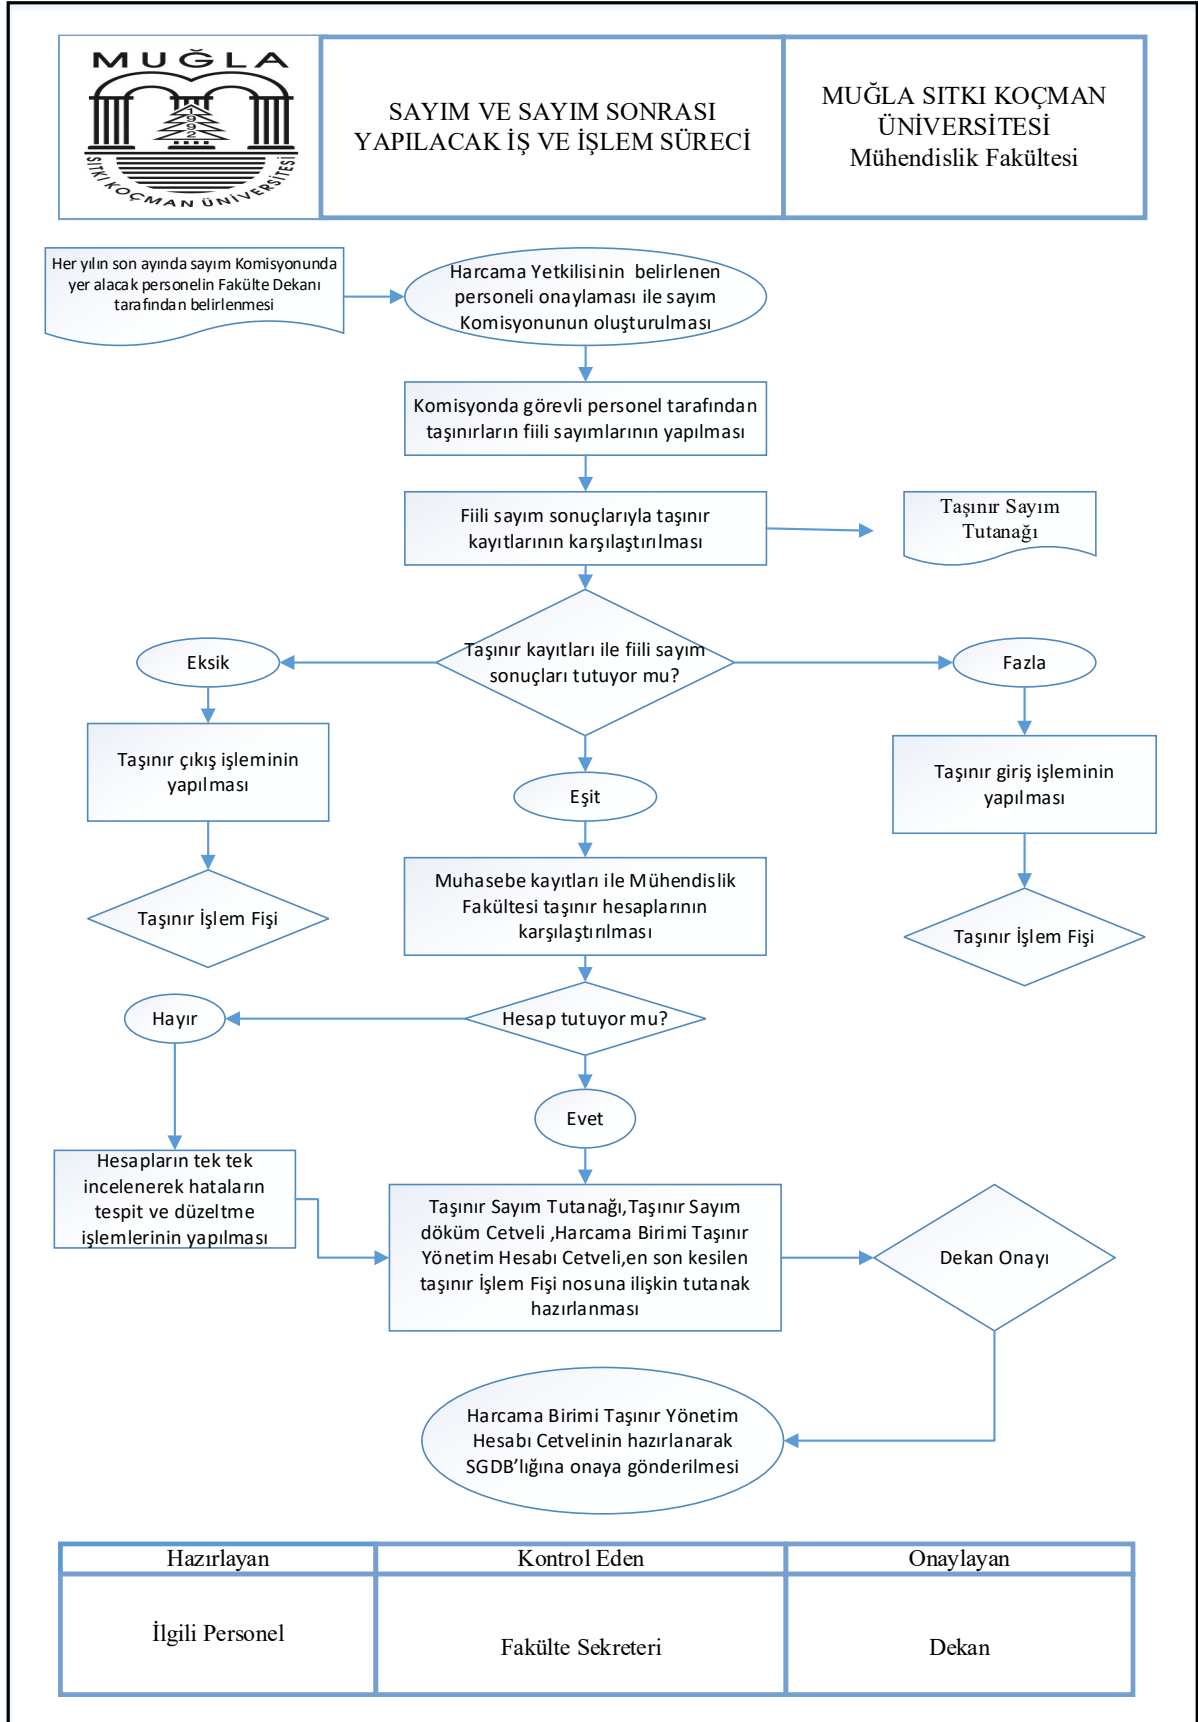 MUĞLA
1992
SITKI KOÇMAN ÜNİVERSİTESİ
SAYIM VE SAYIM SONRASI
YAPILACAK İŞ VE İŞLEM SÜRECİ
MUĞLA SITKI KOÇMAN
ÜNİVERSİTESİ
Mühendislik Fakültesi
Her yılın son ayında sayım Komisyonunda
yer alacak personelin Fakülte Dekanı
tarafından belirlenmesi
Harcama Yetkilisinin belirlenen
personeli onaylaması ile sayım
Komisyonunun oluşturulması
Komisyonda görevli personel tarafından
taşınırların fiili sayımlarının yapılması
Fiili sayım sonuçlarıyla taşınır
kayıtlarının karşılaştırılması
Taşınır Sayım
Tutanağı
Taşınır kayıtları ile fiili sayım
sonuçları tutuyor mu?
Eksik
Fazla
Taşınır çıkış işleminin
yapılması
Eşit
Taşınır giriş işleminin
yapılması
Muhasebe kayıtları ile Mühendislik
Fakültesi taşınır hesaplarının
karşılaştırılması
Taşınır İşlem Fişi
Taşınır İşlem Fişi
Hayır
Hesap tutuyor mu?
Evet
Hesapların tek tek
incelenerek hataların
tespit ve düzeltme
işlemlerinin yapılması
Taşınır Sayım Tutanağı,Taşınır Sayım
döküm Cetveli ,Harcama Birimi Taşınır
Yönetim Hesabı Cetveli,en son kesilen
taşınır İşlem Fişi nosuna ilişkin tutanak
hazırlanması
Dekan Onayı
Harcama Birimi Taşınır Yönetim
Hesabı Cetvelinin hazırlanarak
SGDB’lığına onaya gönderilmesi
Hazırlayan
Kontrol Eden
Onaylayan
İlgili Personel
Fakülte Sekreteri
Dekan